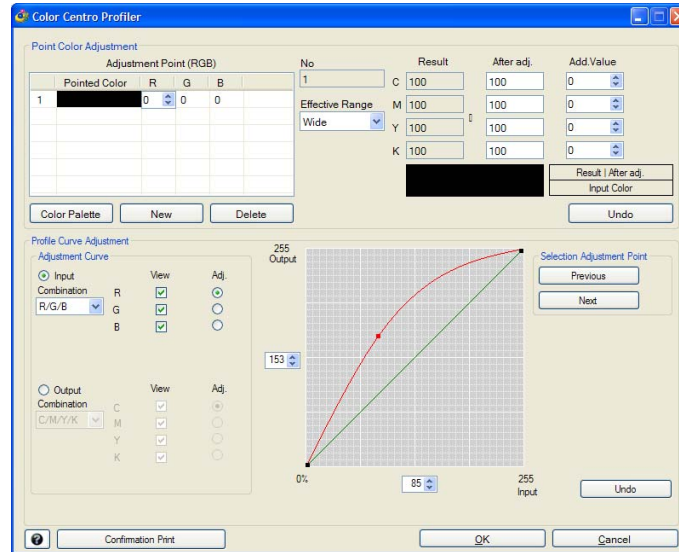 Color Centro Profiler
Point Color Adjustment
Adjustment Point (RGB)
Pointed Color R G B
1 0 0 0
Color Palette New Delete
No
1
Effective Range
Wide
Result After adj. Add.Value
C 100 100 0
M 100 100 0
Y 100 100 0
K 100 100 0
Result | After adj.
Input Color
Undo
Profile Curve Adjustment
Adjustment Curve
Input View Adj.
Combination R
R/G/B G
B
Output View Adj.
Combination C
C/M/Y/K M
Y
K
255
Output
153
0%
85
255
Input
Selection Adjustment Point
Previous
Next
Undo
? Confirmation Print OK Cancel